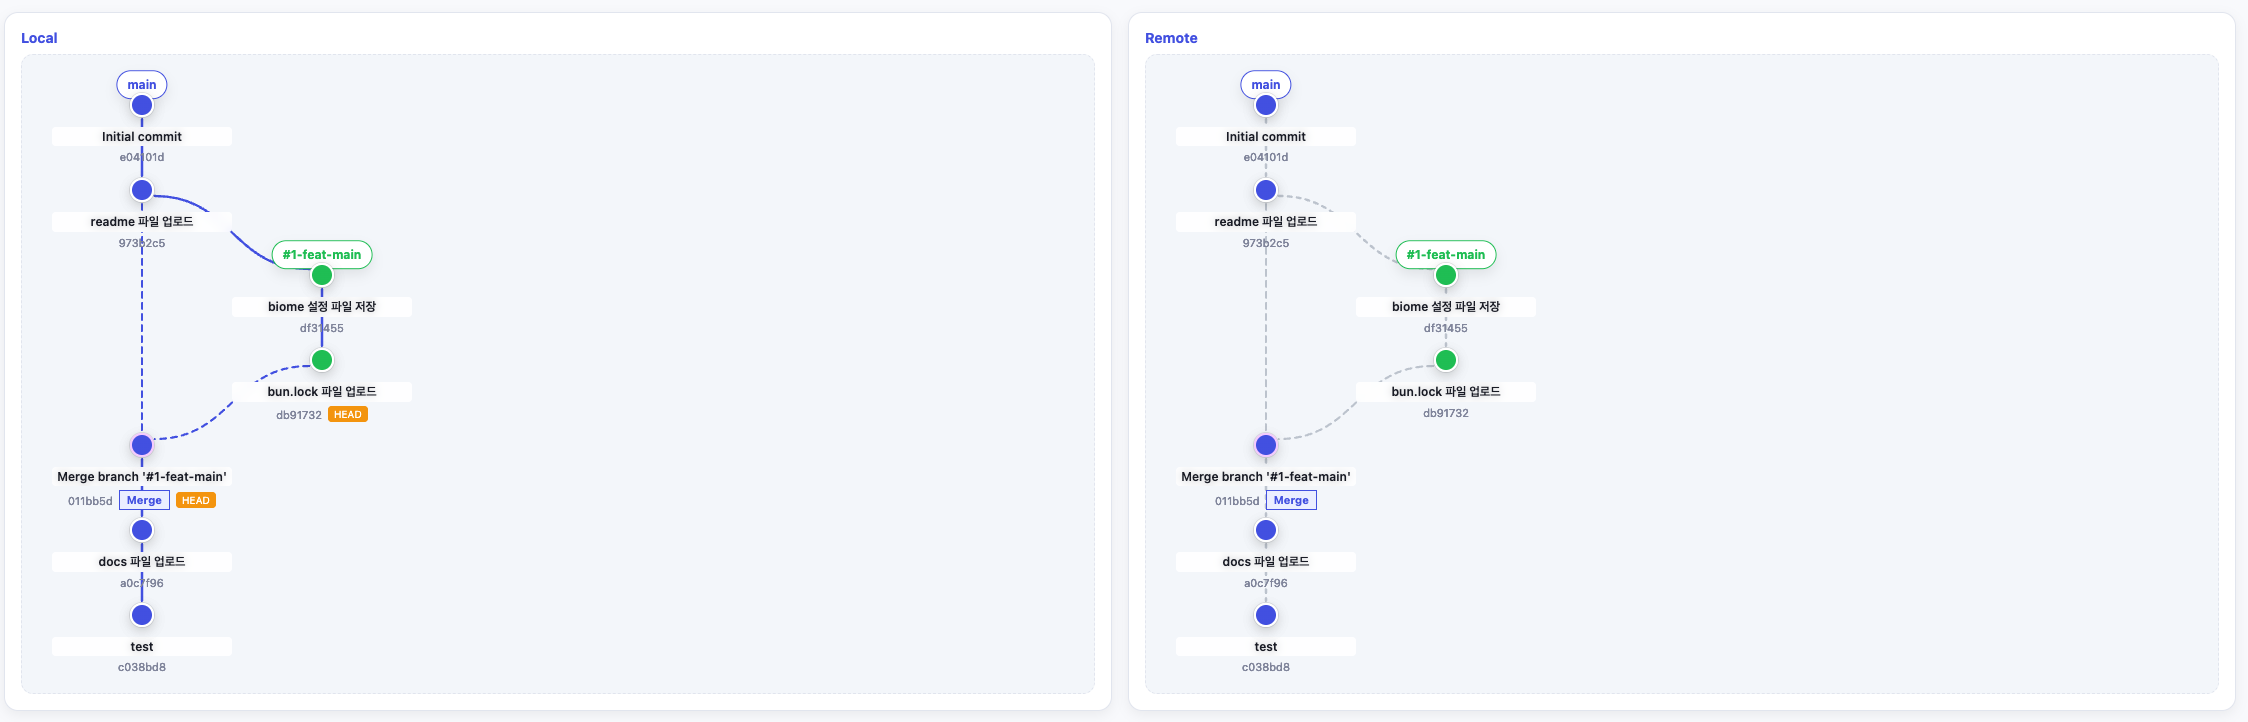 Local
main
Initial commit
e04101d
readme 파일 업로드
973b2c5
#1-feat-main
biome 설정 파일 저장
df31455
bun.lock 파일 업로드
db91732 HEAD
Merge branch '#1-feat-main'
011bb5d Merge HEAD
docs 파일 업로드
a0c7f96
test
c038bd8
Remote
main
Initial commit
e04101d
readme 파일 업로드
973b2c5
#1-feat-main
biome 설정 파일 저장
df31455
bun.lock 파일 업로드
db91732
Merge branch '#1-feat-main'
011bb5d Merge
docs 파일 업로드
a0c7f96
test
c038bd8